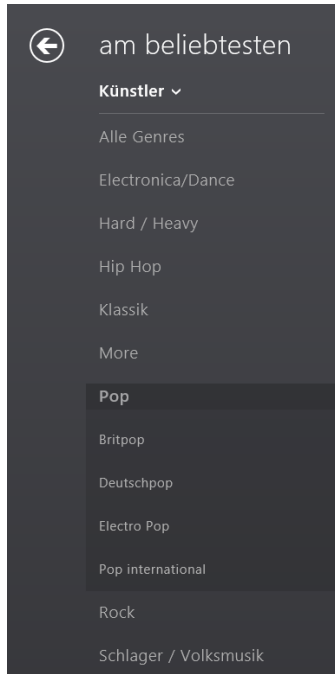 am beliebtesten
Künstler
Alle Genres
Electronica/Dance
Hard / Heavy
Hip Hop
Klassik
More
Pop
Britpop
Deutschpop
Electro Pop
Pop international
Rock
Schlager / Volksmusik